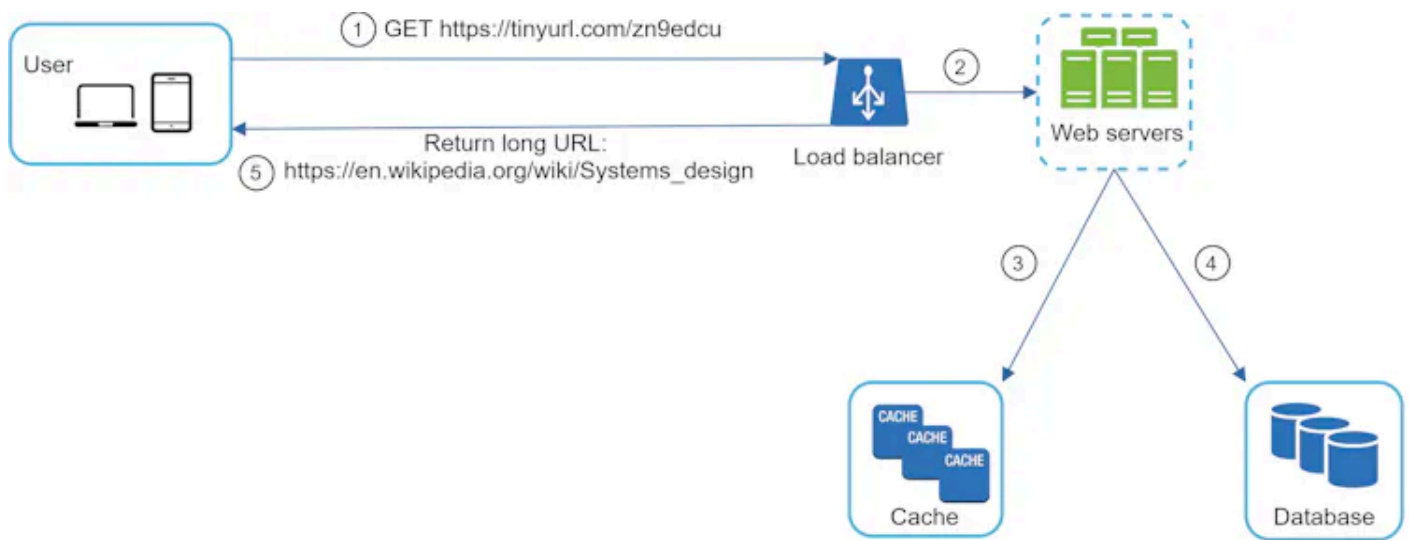 1 GET https://tinyurl.com/zn9edcu
User
2
Web servers
Load balancer
Return long URL:
5 https://en.wikipedia.org/wiki/Systems_design
3
4
CACHE
CACHE
CACHE
Cache
Database